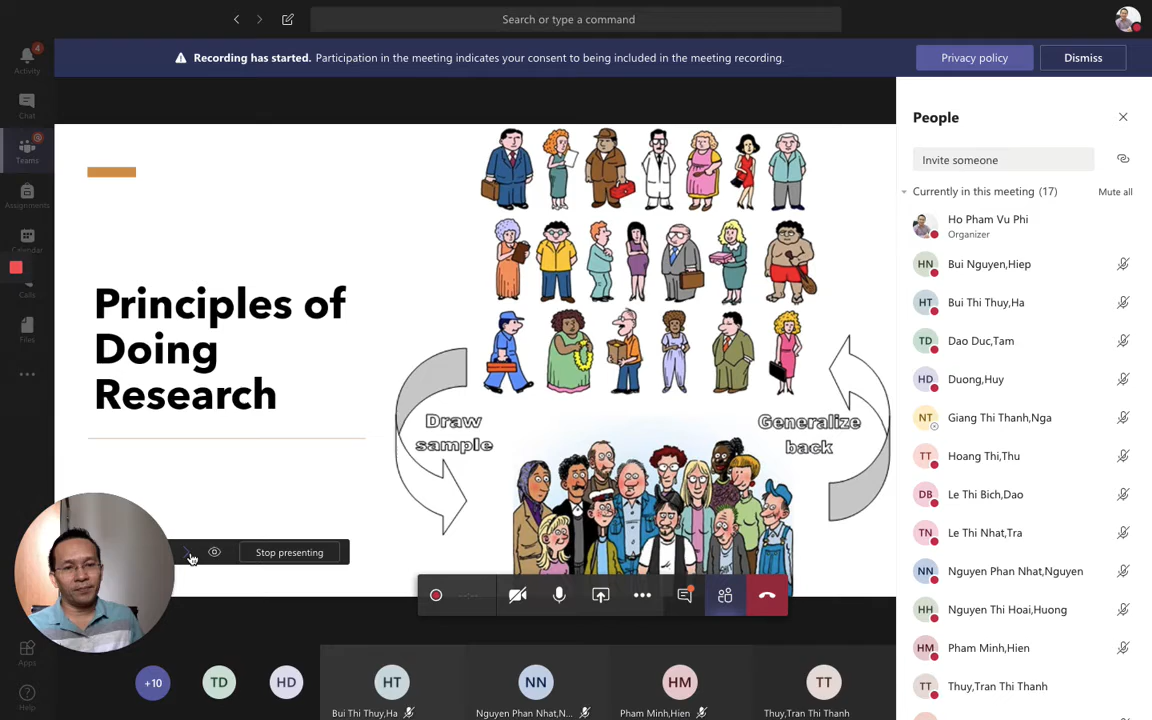 Search or type a command
Recording has started. Participation in the meeting indicates your consent to being included in the meeting recording.
Privacy policy
Dismiss
4
Activity
Chat
Teams
Assignments
Calendar
Calls
Files
Apps
Help
Principles of
Doing
Research
Draw
sample
Generalize
back
Stop presenting
+10
TD
HD
HT
NN
HM
TT
Bui Thi Thuy,Ha
Nguyen Phan Nhat,N...
Pham Minh,Hien
Thuy,Tran Thi Thanh
People
Invite someone
Currently in this meeting (17)
Mute all
Ho Pham Vu Phi
Organizer
HN Bui Nguyen,Hiep
HT Bui Thi Thuy,Ha
TD Dao Duc,Tam
HD Duong,Huy
NT Giang Thi Thanh,Nga
TT Hoang Thi,Thu
DB Le Thi Bich,Dao
TN Le Thi Nhat,Tra
NN Nguyen Phan Nhat,Nguyen
HH Nguyen Thi Hoai,Huong
HM Pham Minh,Hien
TT Thuy,Tran Thi Thanh